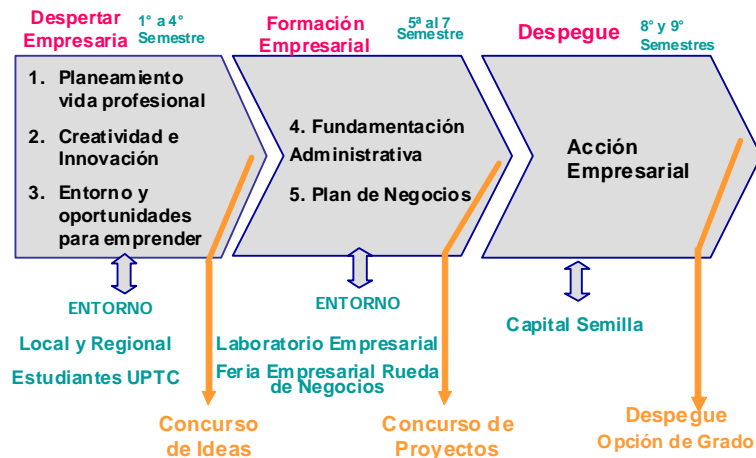 Despertar
Empresaria
1° a 4°
Semestre
1. Planeamiento
vida profesional
2. Creatividad e
Innovación
3. Entorno y
oportunidades
para emprender
ENTORNO
Local y Regional
Estudiantes UPTC
Concurso
de Ideas
Formación
Empresarial
5ª al 7
Semestre
4. Fundamentación
Administrativa
5. Plan de Negocios
ENTORNO
Laboratorio Empresarial
Feria Empresarial Rueda
de Negocios
Concurso de
Proyectos
Despegue
8° y 9°
Semestres
Acción
Empresarial
Capital Semilla
Despegue
Opción de Grado